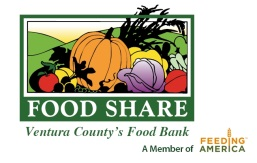 FOOD SHARE
Ventura County's Food Bank
A Member of
FEEDING
AMERICA